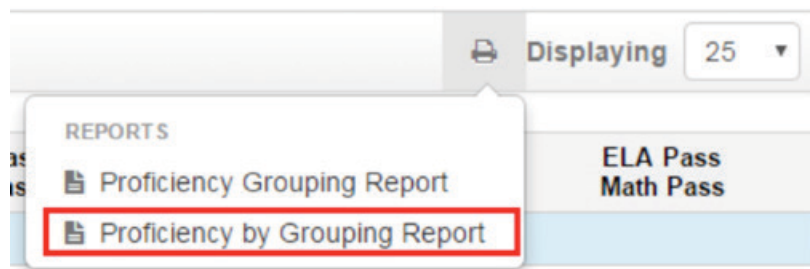 Displaying 25
REPORTS
Proficiency Grouping Report
Proficiency by Grouping Report
ELA Pass
Math Pass